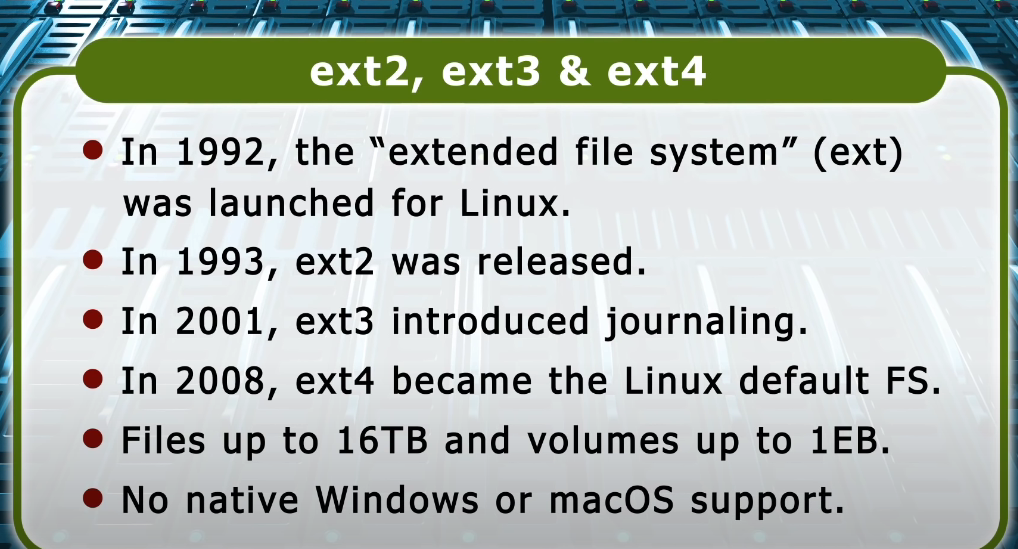 ext2, ext3 & ext4
• In 1992, the “extended file system” (ext)
was launched for Linux.
• In 1993, ext2 was released.
• In 2001, ext3 introduced journaling.
• In 2008, ext4 became the Linux default FS.
• Files up to 16TB and volumes up to 1EB.
• No native Windows or macOS support.